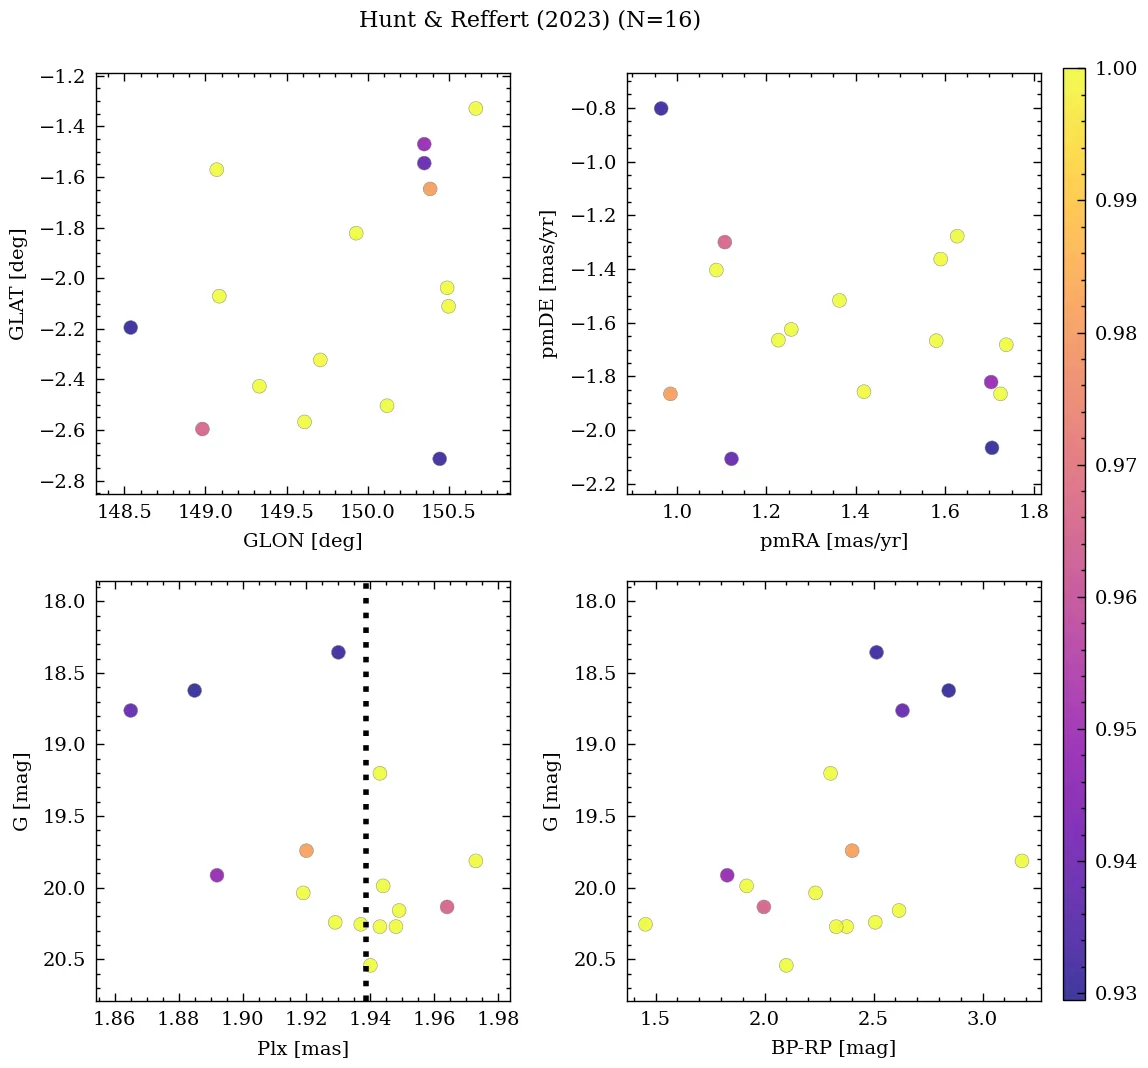 Hunt & Reffert (2023) (N=16)
−1.2
−1.4
−1.6
−1.8
−2.0
−2.2
−2.4
−2.6
−2.8
GLAT [deg]
148.5 149.0 149.5 150.0 150.5
GLON [deg]
−0.8
−1.0
−1.2
−1.4
−1.6
−1.8
−2.0
−2.2
pmDE [mas/yr]
1.0 1.2 1.4 1.6 1.8
pmRA [mas/yr]
18.0
18.5
19.0
19.5
20.0
20.5
G [mag]
1.86 1.88 1.90 1.92 1.94 1.96 1.98
Plx [mas]
18.0
18.5
19.0
19.5
20.0
20.5
G [mag]
1.5 2.0 2.5 3.0
BP-RP [mag]
1.00
0.99
0.98
0.97
0.96
0.95
0.94
0.93